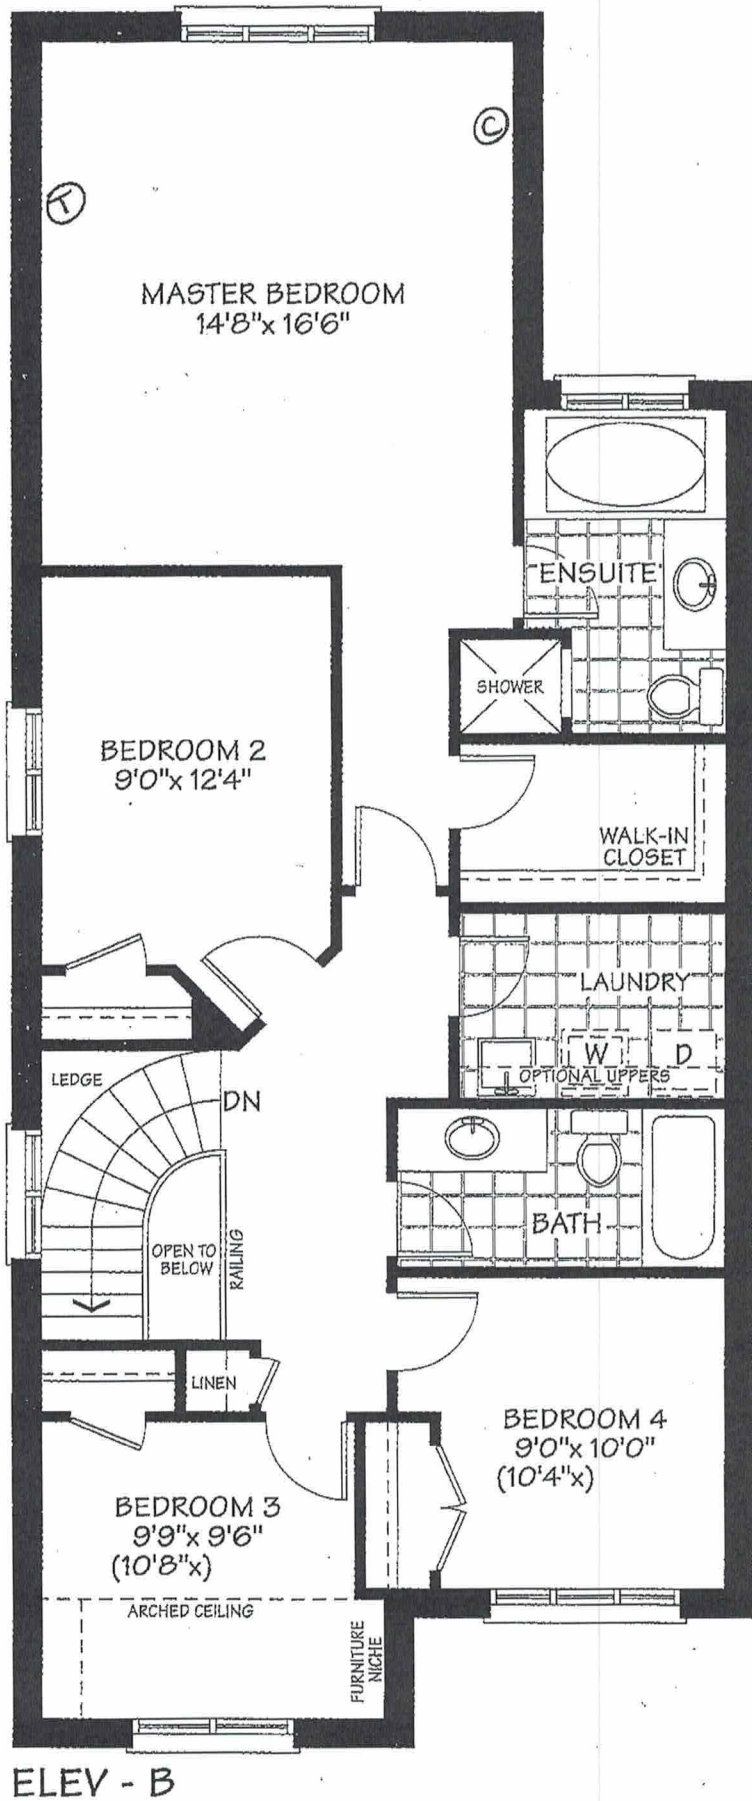 C
T
MASTER BEDROOM
14'8"x 16'6"
ENSUITE
SHOWER
BEDROOM 2
9'0"x 12'4"
WALK-IN
CLOSET
LAUNDRY
W
D
OPTIONAL UPPERS
LEDGE
DN
OPEN TO
BELOW
RAILING
BATH
LINEN
BEDROOM 4
9'0"x 10'0"
(10'4"x)
BEDROOM 3
9'9"x 9'6"
(10'8"x)
ARCHED CEILING
FURNITURE
NICHE
ELEV - B